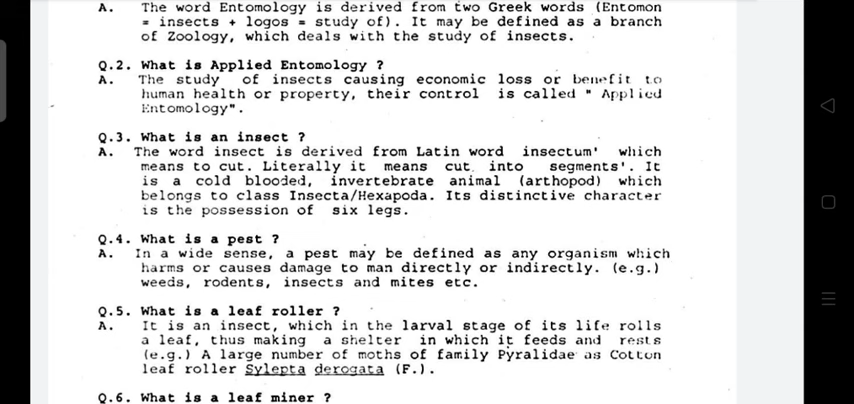 A. The word Entomology is derived from two Greek words (Entomon
= insects + logos = study of). It may be defined as a branch
of Zoology, which deals with the study of insects.
Q.2. What is Applied Entomology ?
A. The study of insects causing economic loss or benefit to
human health or property, their control is called " Applied
Entomology".
Q.3. What is an insect ?
A. The word insect is derived from Latin word insectum' which
means to cut. Literally it means cut into segments'. It
is a cold blooded, invertebrate animal (arthopod) which
belongs to class Insecta/Hexapoda. Its distinctive character
is the possession of six legs.
Q.4. What is a pest ?
A. In a wide sense, a pest may be defined as any organism which
harms or causes damage to man directly or indirectly. (e.g.)
weeds, rodents, insects and mites etc.
Q.5. What is a leaf roller ?
A. It is an insect, which in the larval stage of its life rolls
a leaf, thus making a shelter in which it feeds and rests
(e.g.) A large number of moths of family Pyralidae as Cotton
leaf roller Sylepta derogata (F.).
Q.6. What is a leaf miner ?